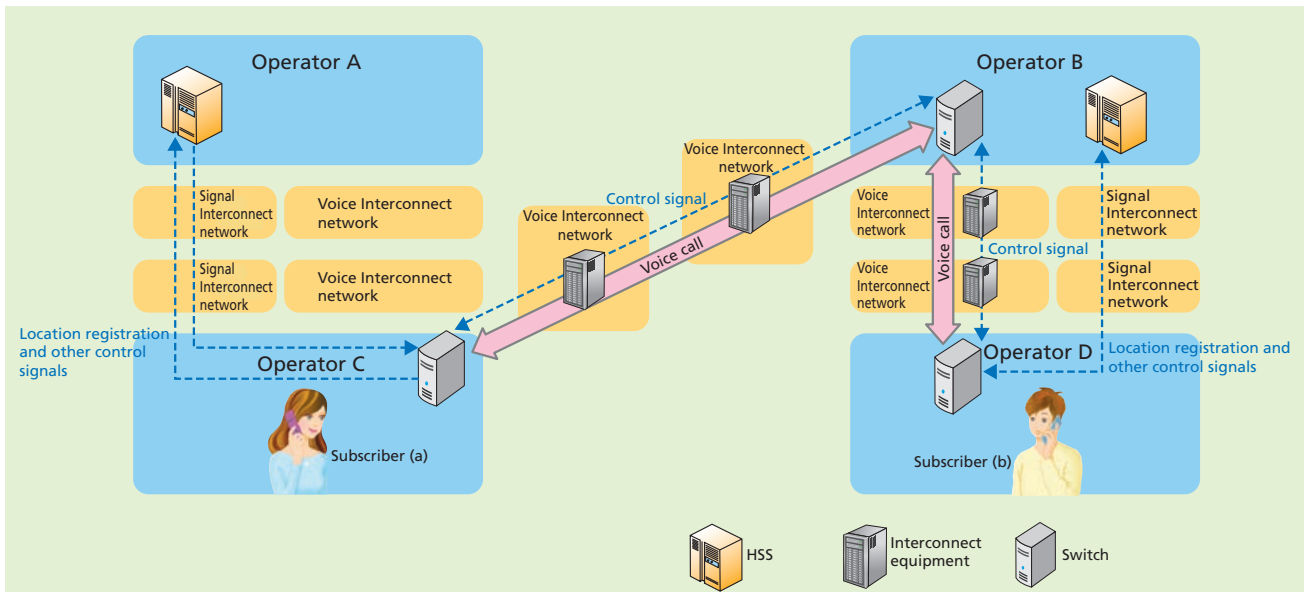 Operator A
Operator B
Voice Interconnect
network
Control signal
Voice Interconnect
network
Voice call
Signal
Interconnect
network
Voice Interconnect
network
Signal
Interconnect
network
Voice Interconnect
network
Voice
Interconnect
network
Signal
Interconnect
network
Control signal
Voice call
Voice
Interconnect
network
Signal
Interconnect
network
Location registration
and other control
signals
Operator C
Subscriber (a)
Operator D
Location registration and
other control signals
Subscriber (b)
HSS
Interconnect
equipment
Switch